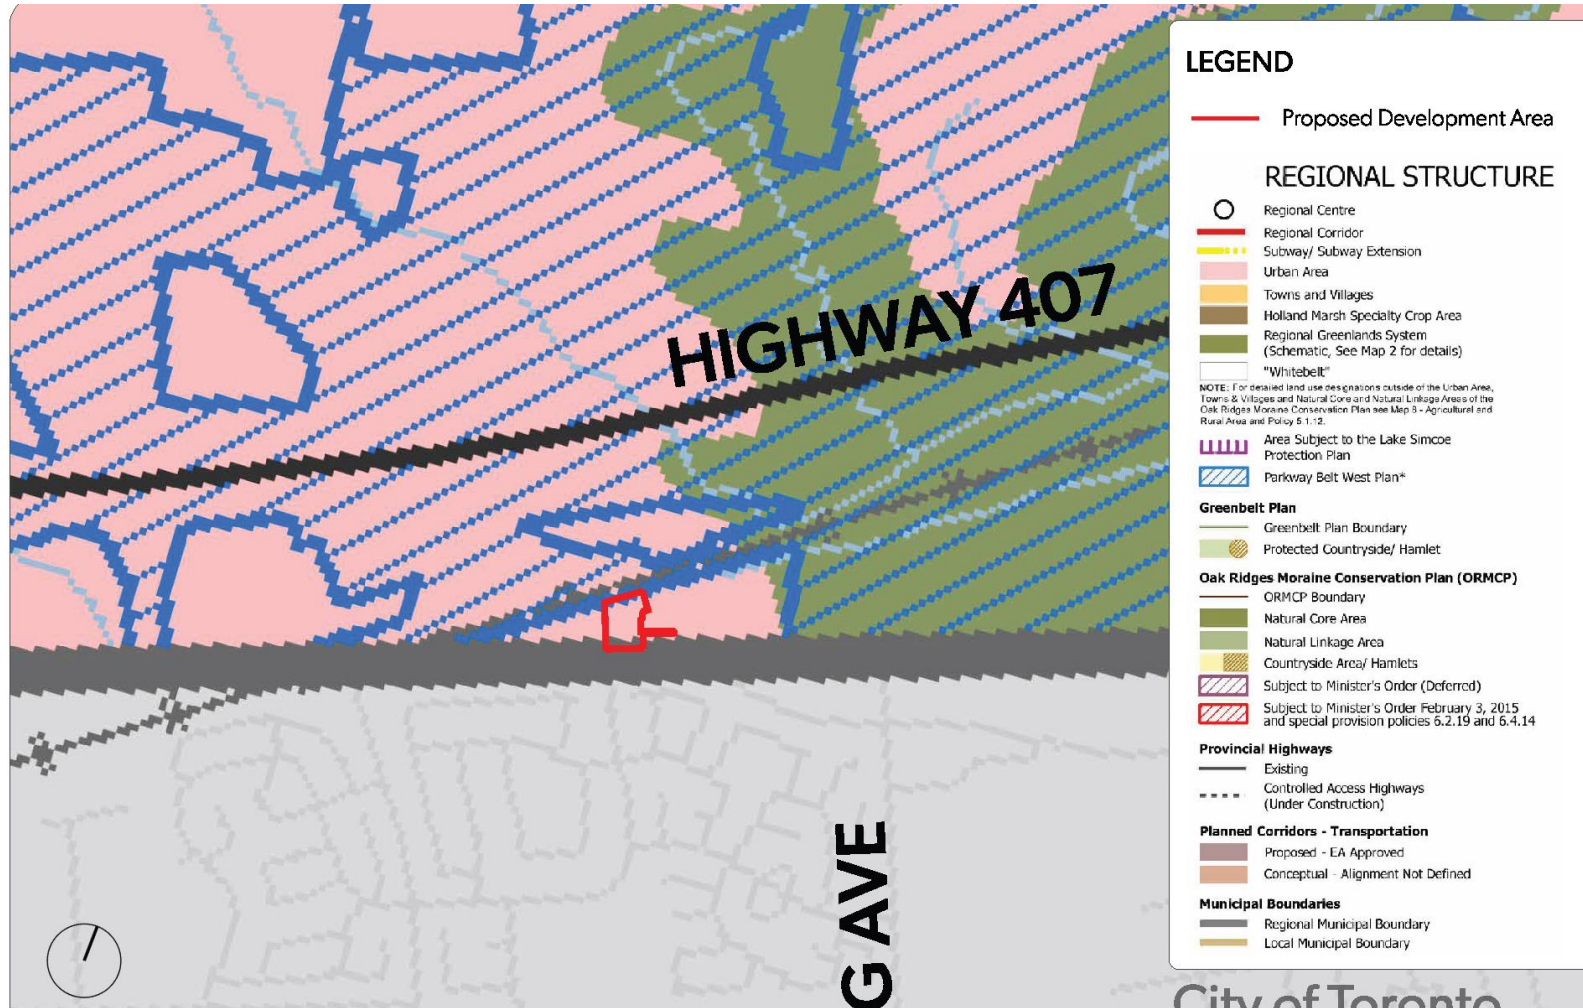 HIGHWAY 407
G AVE
City of Toronto
LEGEND
Proposed Development Area
REGIONAL STRUCTURE
Regional Centre
Regional Corridor
Subway/ Subway Extension
Urban Area
Towns and Villages
Holland Marsh Specialty Crop Area
Regional Greenlands System
(Schematic, See Map 2 for details)
"Whitebelt"
NOTE: For detailed land use designations outside of the Urban Area,
Towns & Villages and Natural Core and Natural Linkage Areas of the
Oak Ridges Moraine Conservation Plan see Map 8 - Agricultural and
Rural Area and Policy 5.1.12.
Area Subject to the Lake Simcoe
Protection Plan
Parkway Belt West Plan*
Greenbelt Plan
Greenbelt Plan Boundary
Protected Countryside/ Hamlet
Oak Ridges Moraine Conservation Plan (ORMCP)
ORMCP Boundary
Natural Core Area
Natural Linkage Area
Countryside Area/ Hamlets
Subject to Minister's Order (Deferred)
Subject to Minister's Order February 3, 2015
and special provision policies 6.2.19 and 6.4.14
Provincial Highways
Existing
Controlled Access Highways
(Under Construction)
Planned Corridors - Transportation
Proposed - EA Approved
Conceptual - Alignment Not Defined
Municipal Boundaries
Regional Municipal Boundary
Local Municipal Boundary